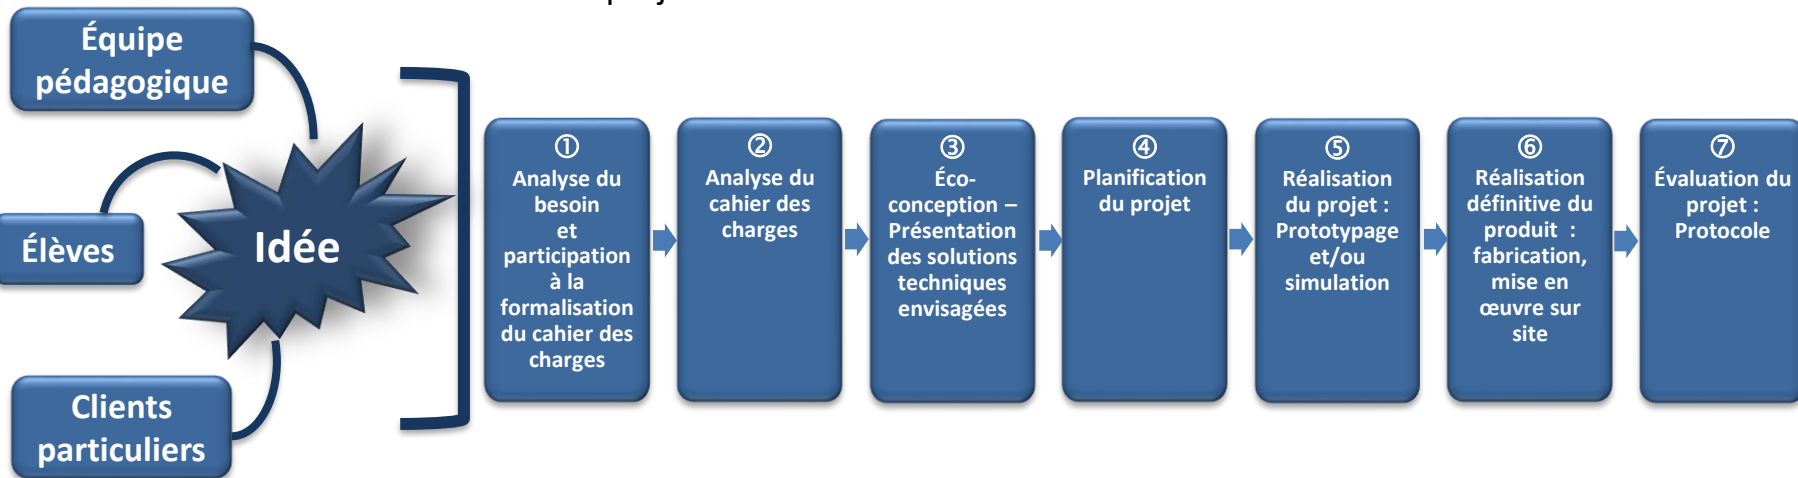 Équipe
pédagogique
Élèves
Idée
Clients
particuliers
①
Analyse du
besoin
et
participation
à la
formalisation
du cahier des
charges
②
Analyse du
cahier des
charges
③
Éco-
conception –
Présentation
des solutions
techniques
envisagées
④
Planification
du projet
⑤
Réalisation
du projet :
Prototypage
et/ou
simulation
⑥
Réalisation
définitive du
produit :
fabrication,
mise en
œuvre sur
site
⑦
Évaluation du
projet :
Protocole